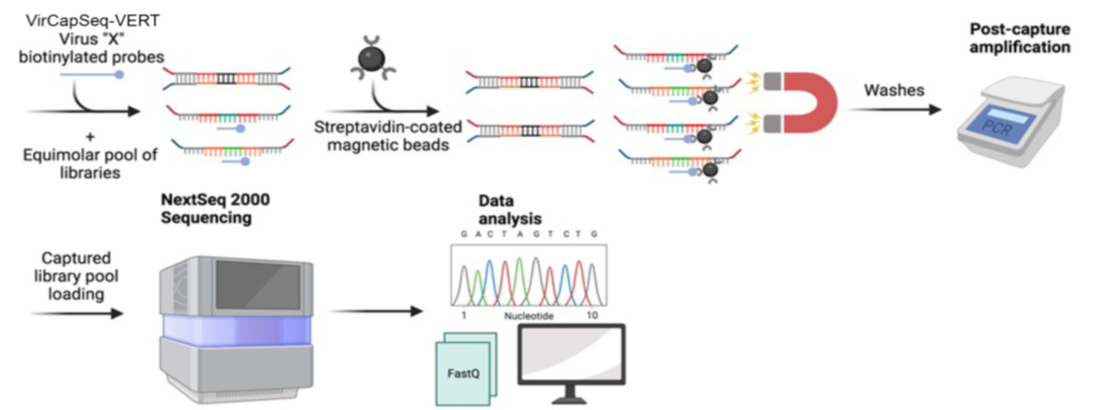 VirCapSeq-VERT
Virus "X"
biotinylated probes
+
Equimolar pool of
libraries
Streptavidin-coated
magnetic beads
Washes
Post-capture
amplification
PCR
Captured
library pool
loading
NextSeq 2000
Sequencing
Data
analysis
G A C T A G T C T G
1 Nucleotide 10
FastQ